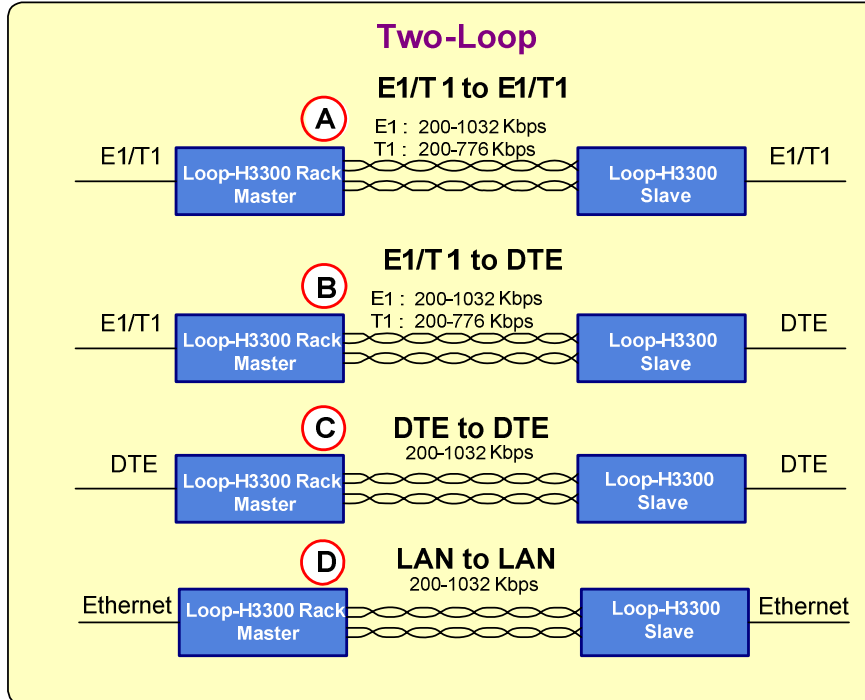 Two-Loop
E1/T1 to E1/T1
A
E1 : 200-1032 Kbps
T1 : 200-776 Kbps
E1/T1
Loop-H3300 Rack
Master
Loop-H3300
Slave
E1/T1
E1/T1 to DTE
B
E1 : 200-1032 Kbps
T1 : 200-776 Kbps
E1/T1
Loop-H3300 Rack
Master
Loop-H3300
Slave
DTE
C
DTE to DTE
200-1032 Kbps
DTE
Loop-H3300 Rack
Master
Loop-H3300
Slave
DTE
D
LAN to LAN
200-1032 Kbps
Ethernet
Loop-H3300 Rack
Master
Loop-H3300
Slave
Ethernet